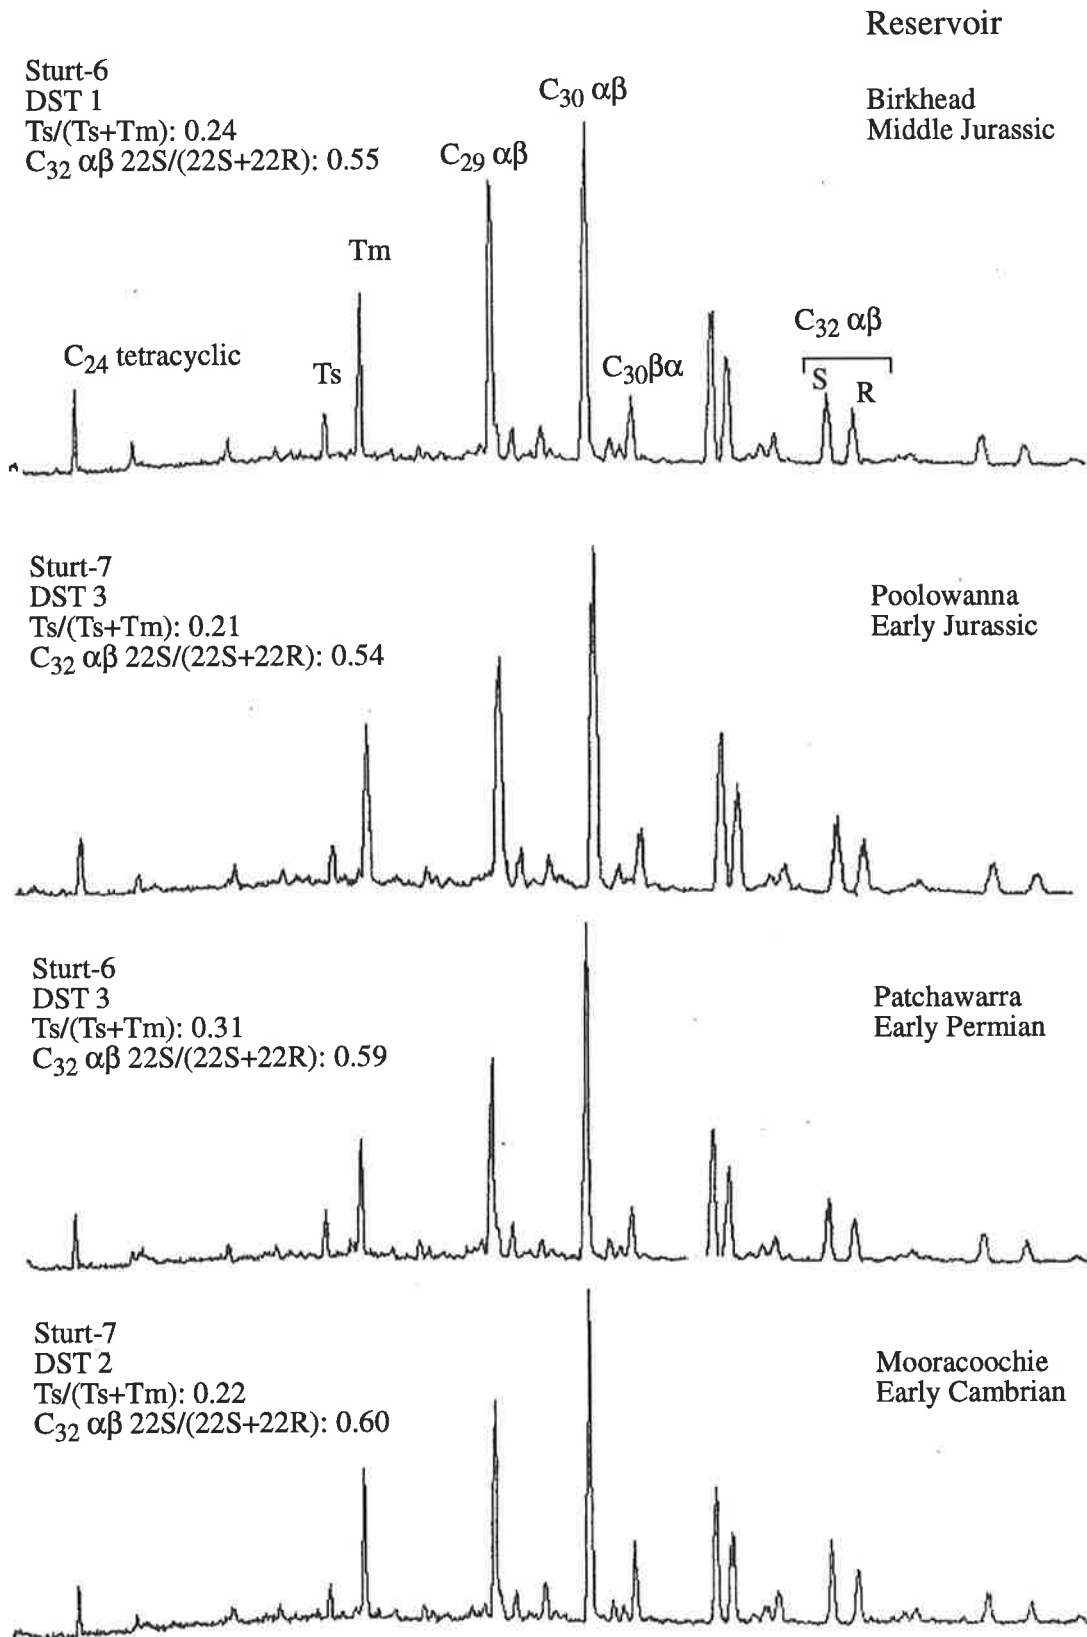 Reservoir
Sturt-6
DST 1
Ts/(Ts+Tm): 0.24
C30 αβ
Birkhead
Middle Jurassic
C32 αβ 22S/(22S+22R): 0.55
C29 αβ
Tm
C32 αβ
C24 tetracyclic
Ts
C30βα
S
R
Sturt-7
DST 3
Ts/(Ts+Tm): 0.21
C32 αβ 22S/(22S+22R): 0.54
Poolowanna
Early Jurassic
Sturt-6
DST 3
Ts/(Ts+Tm): 0.31
C32 αβ 22S/(22S+22R): 0.59
Patchawarra
Early Permian
Sturt-7
DST 2
Ts/(Ts+Tm): 0.22
C32 αβ 22S/(22S+22R): 0.60
Mooracoochie
Early Cambrian